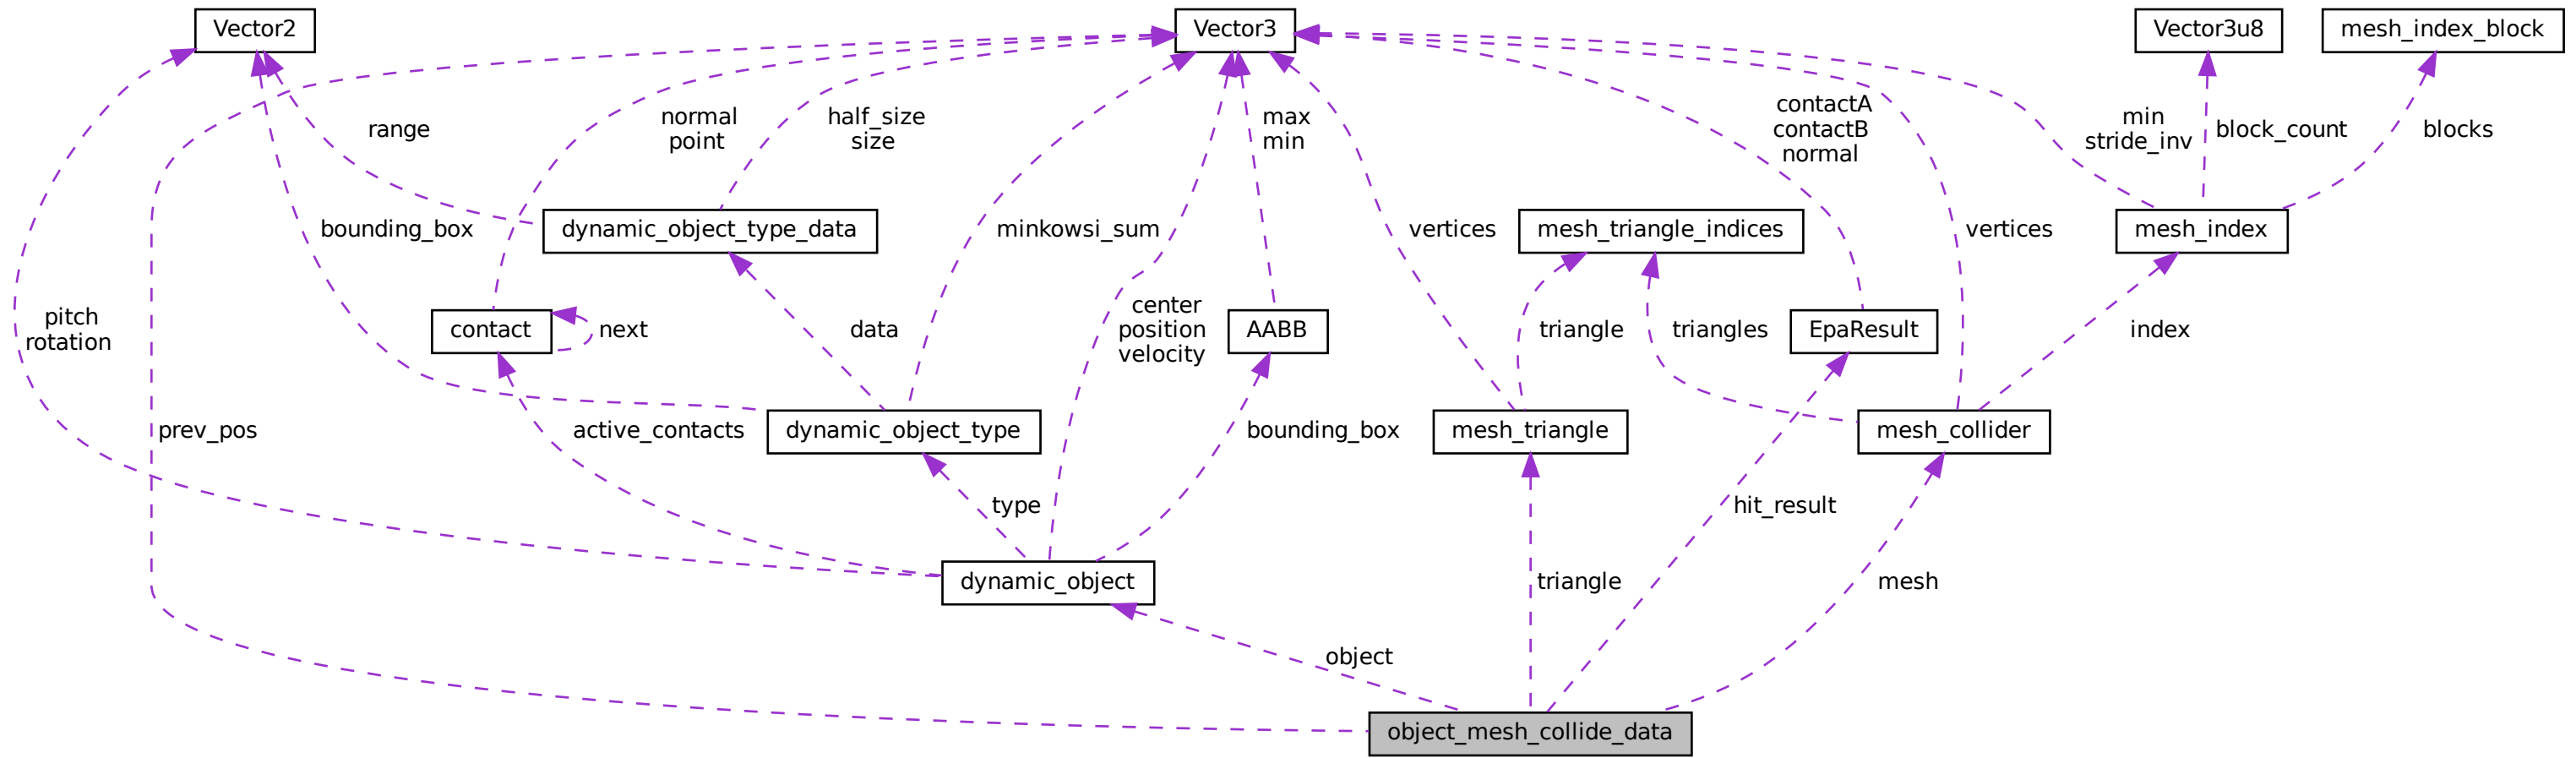 Vector2
Vector3
Vector3u8
mesh_index_block
contactA
normal
half_size
max
min
range
contactB
block_count
blocks
point
size
min
normal
stride_inv
bounding_box
dynamic_object_type_data
minkowsi_sum
vertices
mesh_triangle_indices
vertices
mesh_index
center
pitch
rotation
contact
next
data
position
velocity
AABB
triangle
triangles
EpaResult
index
prev_pos
active_contacts
dynamic_object_type
bounding_box
mesh_triangle
mesh_collider
type
hit_result
dynamic_object
triangle
mesh
object
object_mesh_collide_data